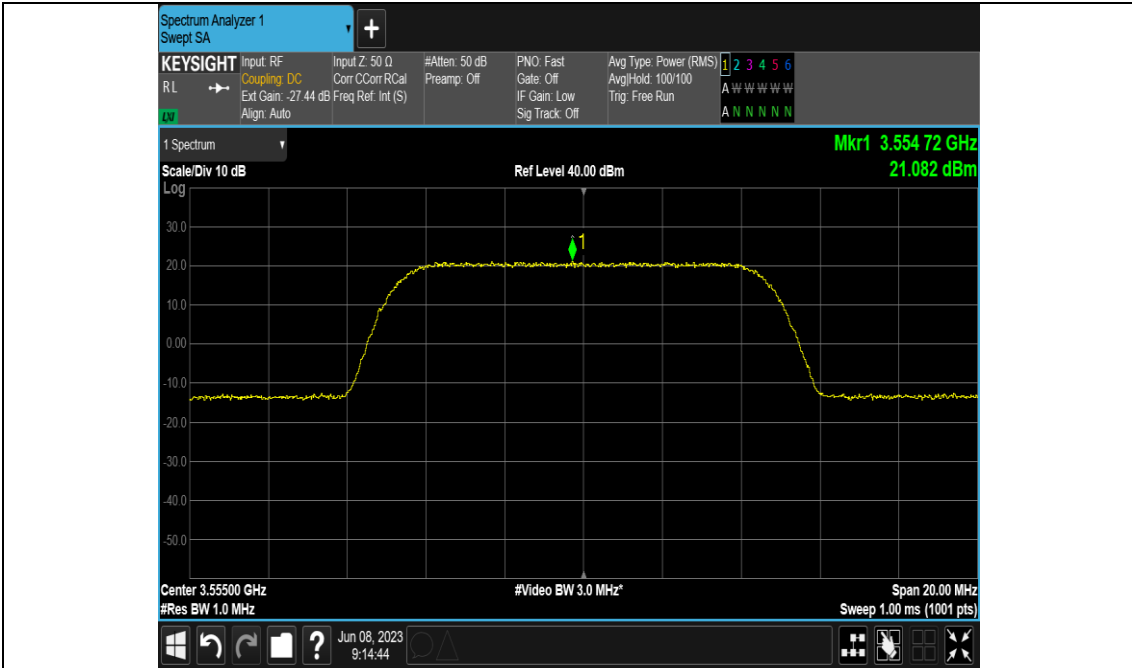 Spectrum Analyzer 1
Swept SA
+
KEYSIGHT
RL
LXI
Input: RF
Coupling: DC
Ext Gain: -27.44 dB
Align: Auto
Input Z: 50 Ω
Corr CCorr RCal
Freq Ref: Int (S)
#Atten: 50 dB
Preamp: Off
PNO: Fast
Gate: Off
IF Gain: Low
Sig Track: Off
Avg Type: Power (RMS)
Avg|Hold: 100/100
Trig: Free Run
1 2 3 4 5 6
A W W W W W
A N N N N N
1 Spectrum
Mkr1 3.554 72 GHz
Scale/Div 10 dB
Ref Level 40.00 dBm
21.082 dBm
Log
1
30.0
20.0
10.0
0.00
-10.0
-20.0
-30.0
-40.0
-50.0
Center 3.55500 GHz
#Video BW 3.0 MHz*
Span 20.00 MHz
#Res BW 1.0 MHz
Sweep 1.00 ms (1001 pts)
?
Jun 08, 2023
9:14:44